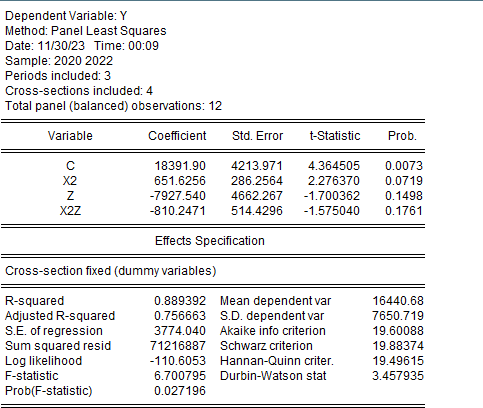 Dependent Variable: Y
Method: Panel Least Squares
Date: 11/30/23 Time: 00:09
Sample: 2020 2022
Periods included: 3
Cross-sections included: 4
Total panel (balanced) observations: 12
Variable Coefficient Std. Error t-Statistic Prob.
C 18391.90 4213.971 4.364505 0.0073
X2 651.6256 286.2564 2.276370 0.0719
Z -7927.540 4662.267 -1.700362 0.1498
X2Z -810.2471 514.4296 -1.575040 0.1761
Effects Specification
Cross-section fixed (dummy variables)
R-squared 0.889392 Mean dependent var 16440.68
Adjusted R-squared 0.756663 S.D. dependent var 7650.719
S.E. of regression 3774.040 Akaike info criterion 19.60088
Sum squared resid 71216887 Schwarz criterion 19.88374
Log likelihood -110.6053 Hannan-Quinn criter. 19.49615
F-statistic 6.700795 Durbin-Watson stat 3.457935
Prob(F-statistic) 0.027196